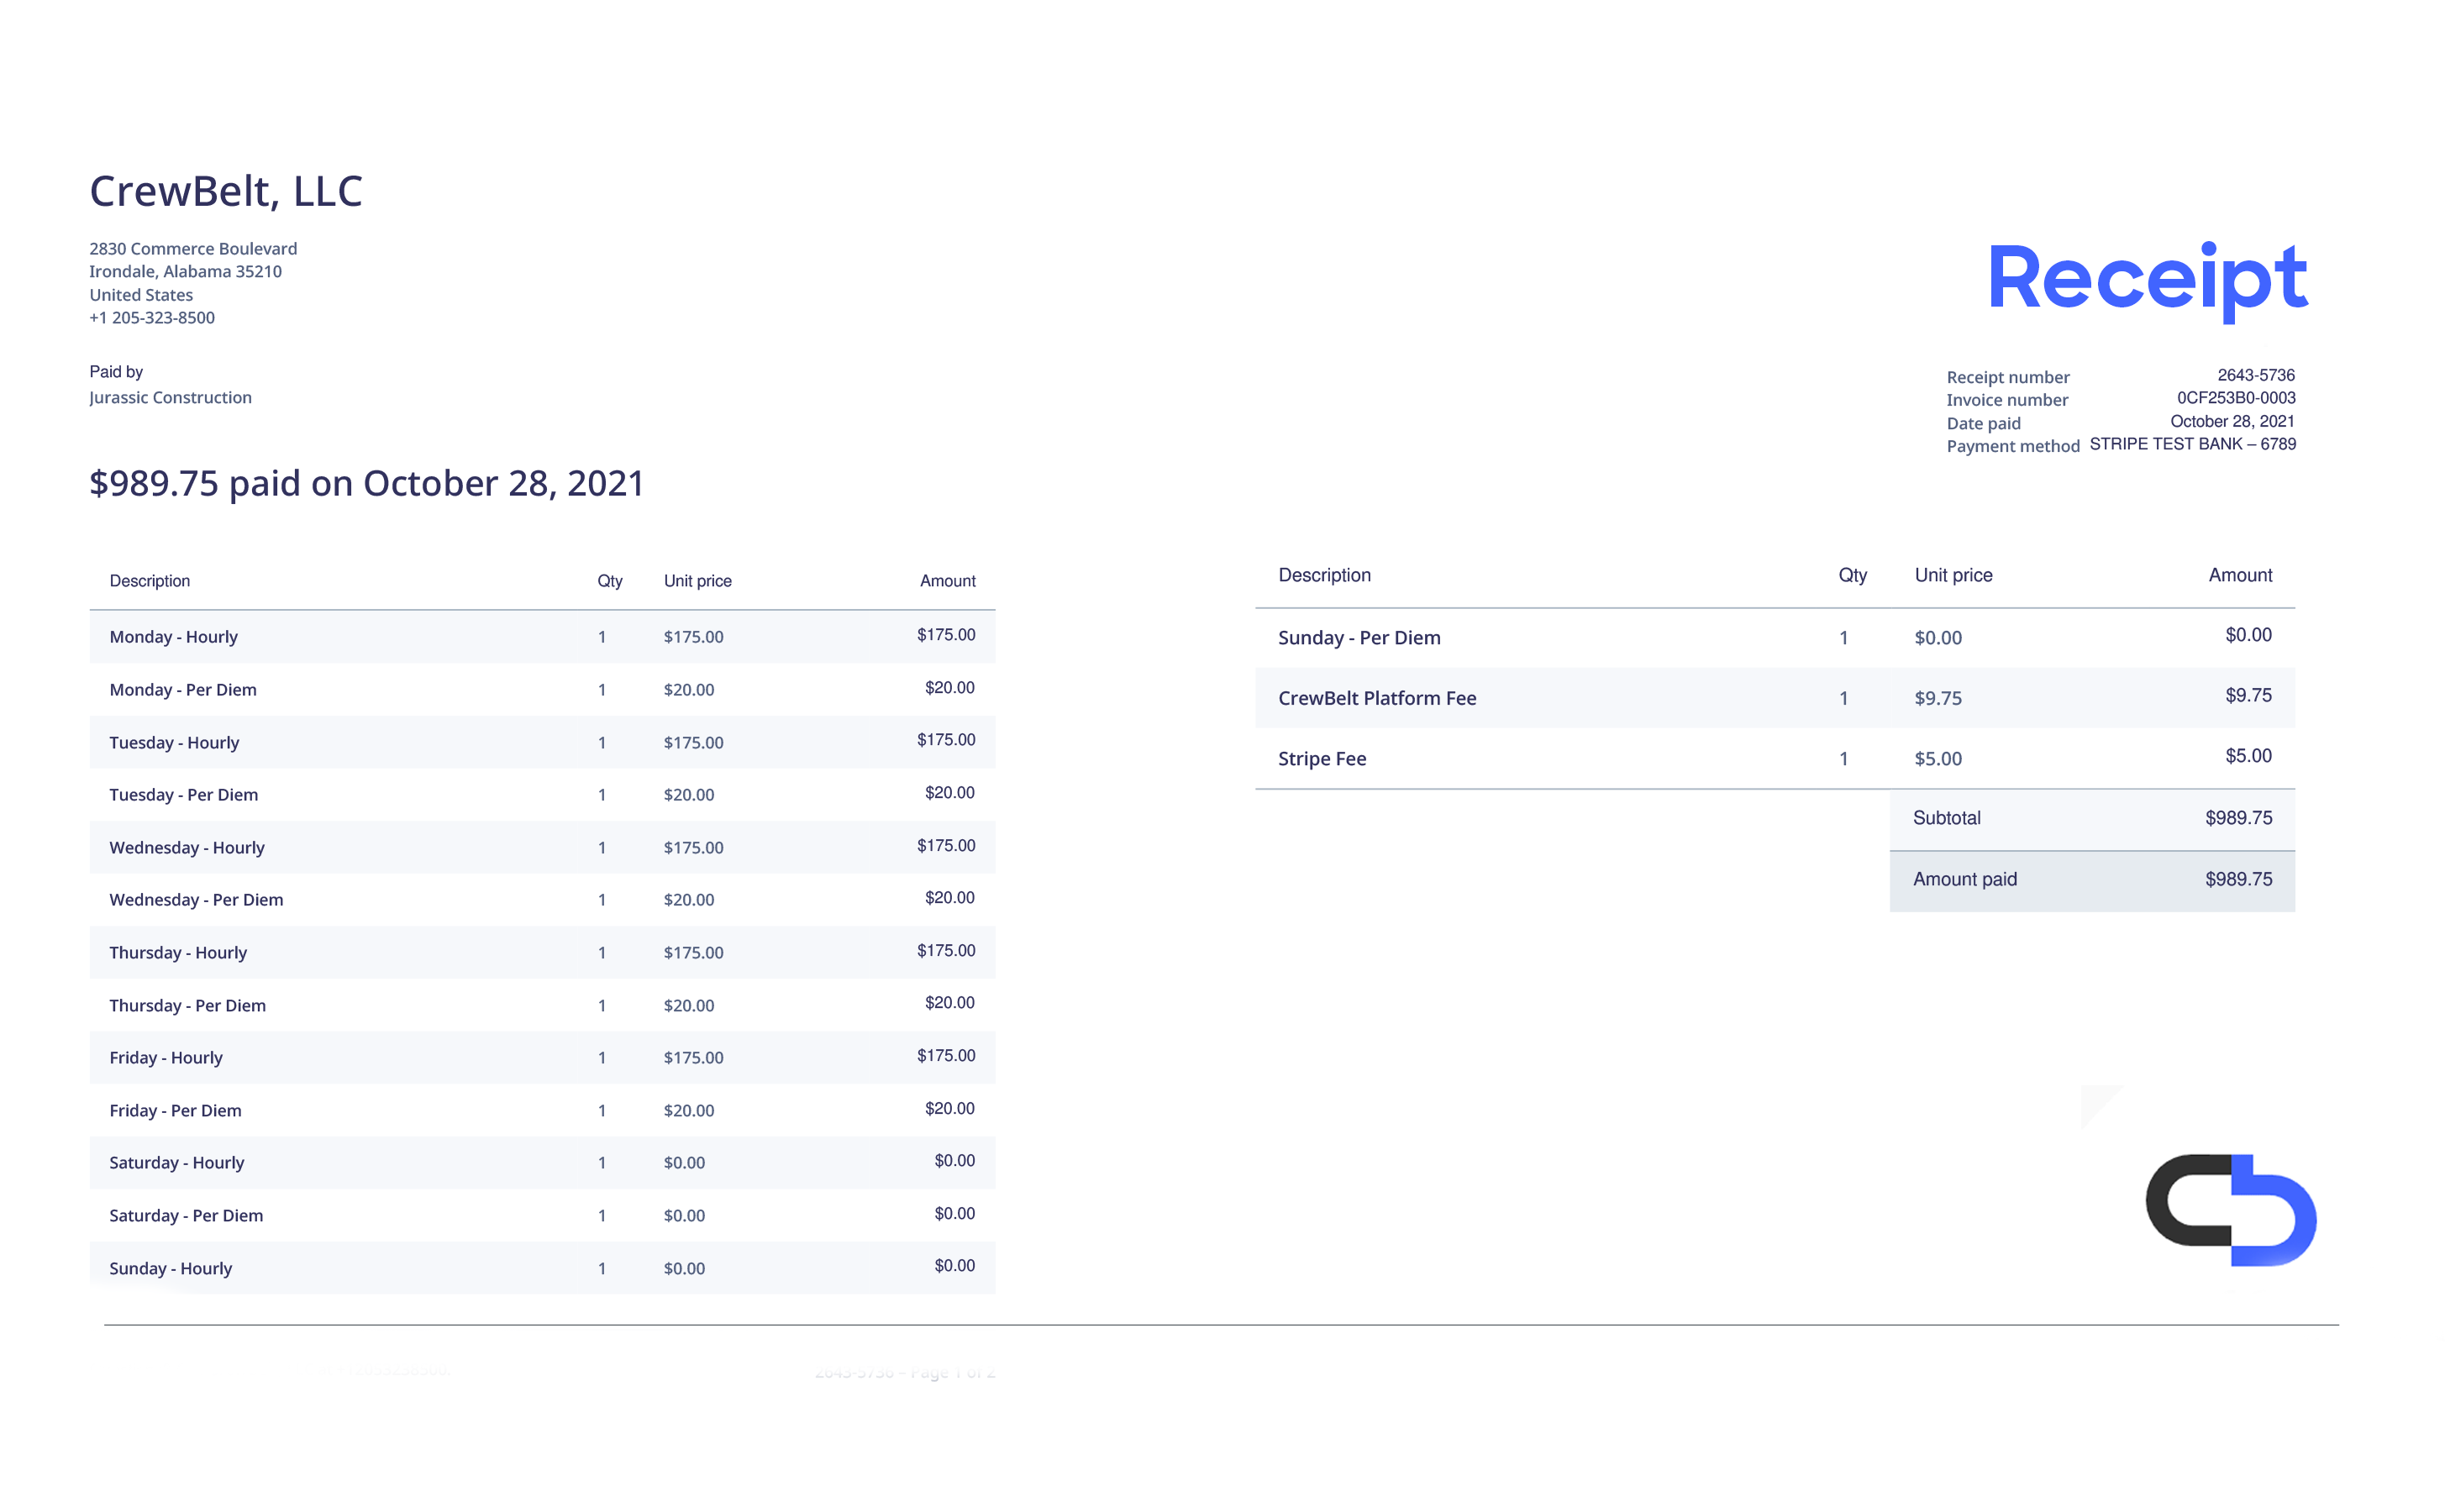 CrewBelt, LLC
2830 Commerce Boulevard
Irondale, Alabama 35210
United States
+1 205-323-8500
Paid by
Jurassic Construction
$989.75 paid on October 28, 2021
Receipt
Receipt number 2643-5736
Invoice number 0CF253B0-0003
Date paid October 28, 2021
Payment method STRIPE TEST BANK – 6789
Description Qty Unit price Amount
Monday - Hourly 1 $175.00 $175.00
Monday - Per Diem 1 $20.00 $20.00
Tuesday - Hourly 1 $175.00 $175.00
Tuesday - Per Diem 1 $20.00 $20.00
Wednesday - Hourly 1 $175.00 $175.00
Wednesday - Per Diem 1 $20.00 $20.00
Thursday - Hourly 1 $175.00 $175.00
Thursday - Per Diem 1 $20.00 $20.00
Friday - Hourly 1 $175.00 $175.00
Friday - Per Diem 1 $20.00 $20.00
Saturday - Hourly 1 $0.00 $0.00
Saturday - Per Diem 1 $0.00 $0.00
Sunday - Hourly 1 $0.00 $0.00
Description Qty Unit price Amount
Sunday - Per Diem 1 $0.00 $0.00
CrewBelt Platform Fee 1 $9.75 $9.75
Stripe Fee 1 $5.00 $5.00
Subtotal $989.75
Amount paid $989.75
2643-5736 – Page 1 of 2